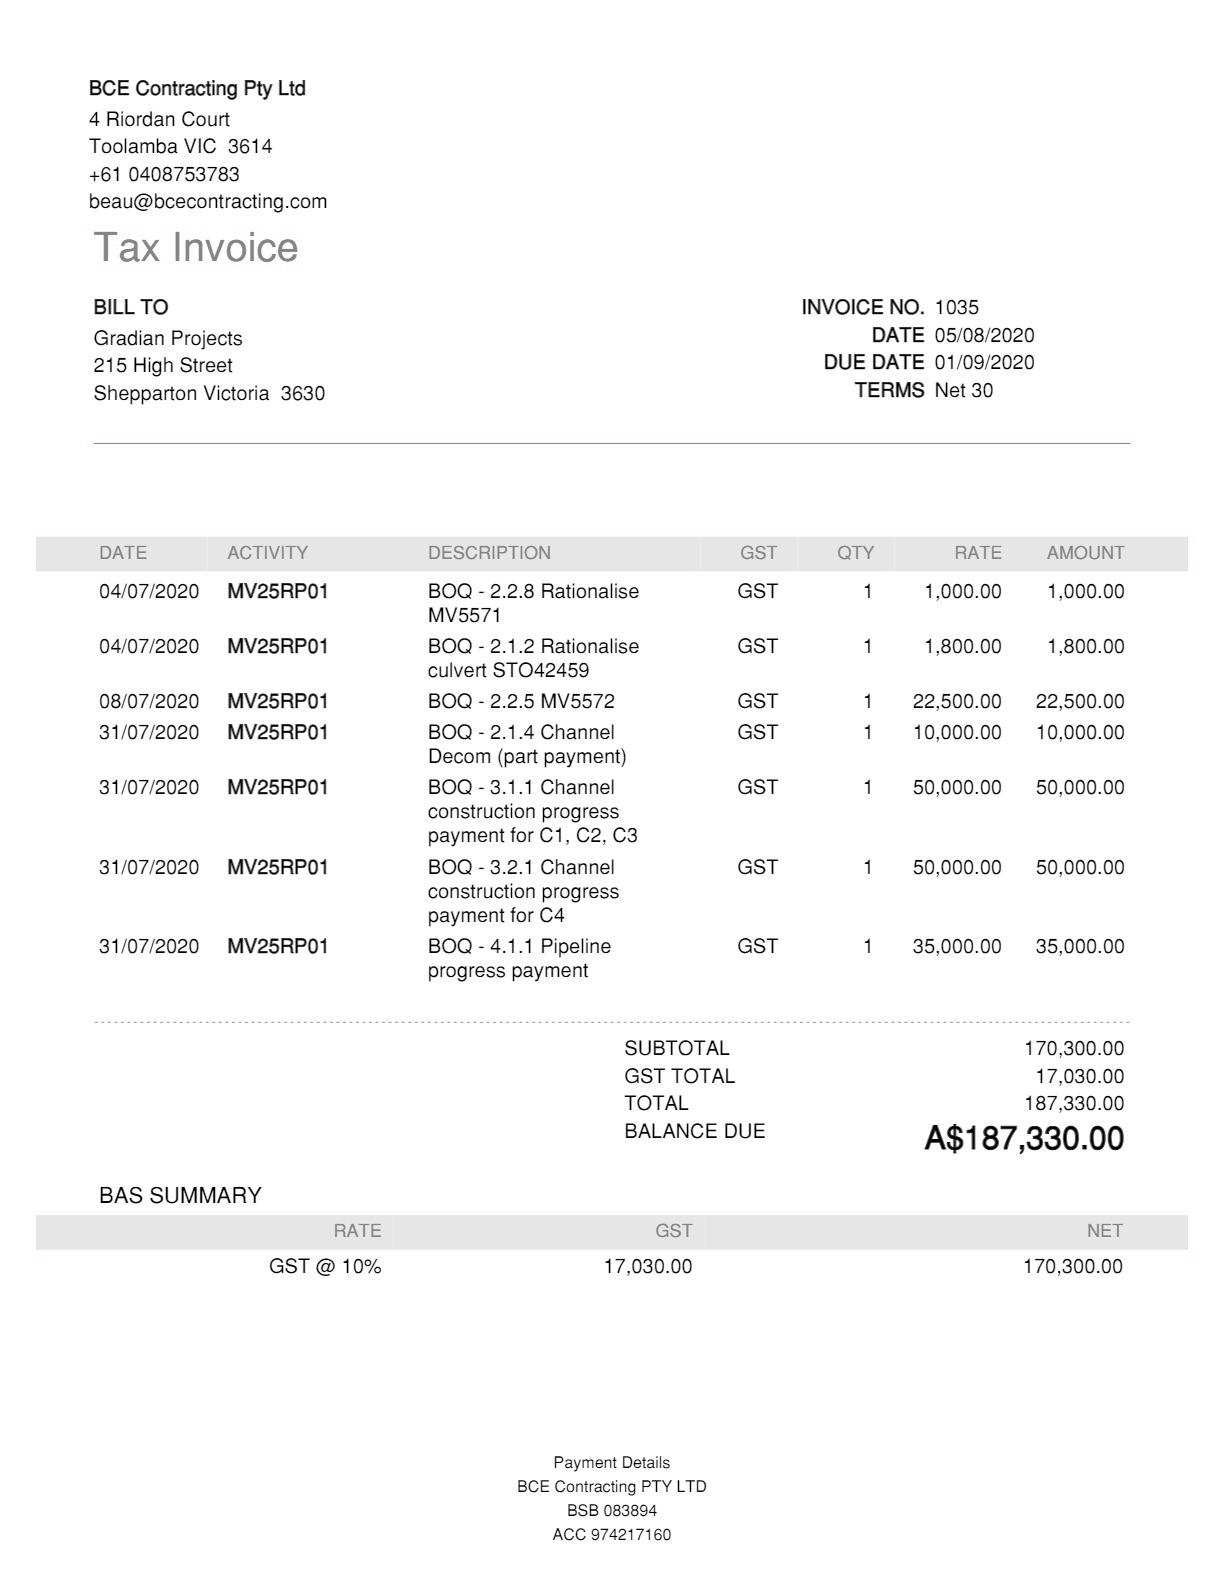 BCE Contracting Pty Ltd
4 Riordan Court
Toolamba VIC  3614
+61 0408753783
beau@bcecontracting.com
Tax Invoice
BILL TO
Gradian Projects
215 High Street
Shepparton Victoria  3630
INVOICE NO. 1035
DATE 05/08/2020
DUE DATE 01/09/2020
TERMS Net 30
DATE ACTIVITY DESCRIPTION GST QTY RATE AMOUNT
04/07/2020 MV25RP01 BOQ - 2.2.8 Rationalise GST 1 1,000.00 1,000.00
MV5571
04/07/2020 MV25RP01 BOQ - 2.1.2 Rationalise GST 1 1,800.00 1,800.00
culvert STO42459
08/07/2020 MV25RP01 BOQ - 2.2.5 MV5572 GST 1 22,500.00 22,500.00
31/07/2020 MV25RP01 BOQ - 2.1.4 Channel GST 1 10,000.00 10,000.00
Decom (part payment)
31/07/2020 MV25RP01 BOQ - 3.1.1 Channel GST 1 50,000.00 50,000.00
construction progress
payment for C1, C2, C3
31/07/2020 MV25RP01 BOQ - 3.2.1 Channel GST 1 50,000.00 50,000.00
construction progress
payment for C4
31/07/2020 MV25RP01 BOQ - 4.1.1 Pipeline GST 1 35,000.00 35,000.00
progress payment
SUBTOTAL 170,300.00
GST TOTAL 17,030.00
TOTAL 187,330.00
BALANCE DUE A$187,330.00
BAS SUMMARY
RATE GST NET
GST @ 10% 17,030.00 170,300.00
Payment Details
BCE Contracting PTY LTD
BSB 083894
ACC 974217160